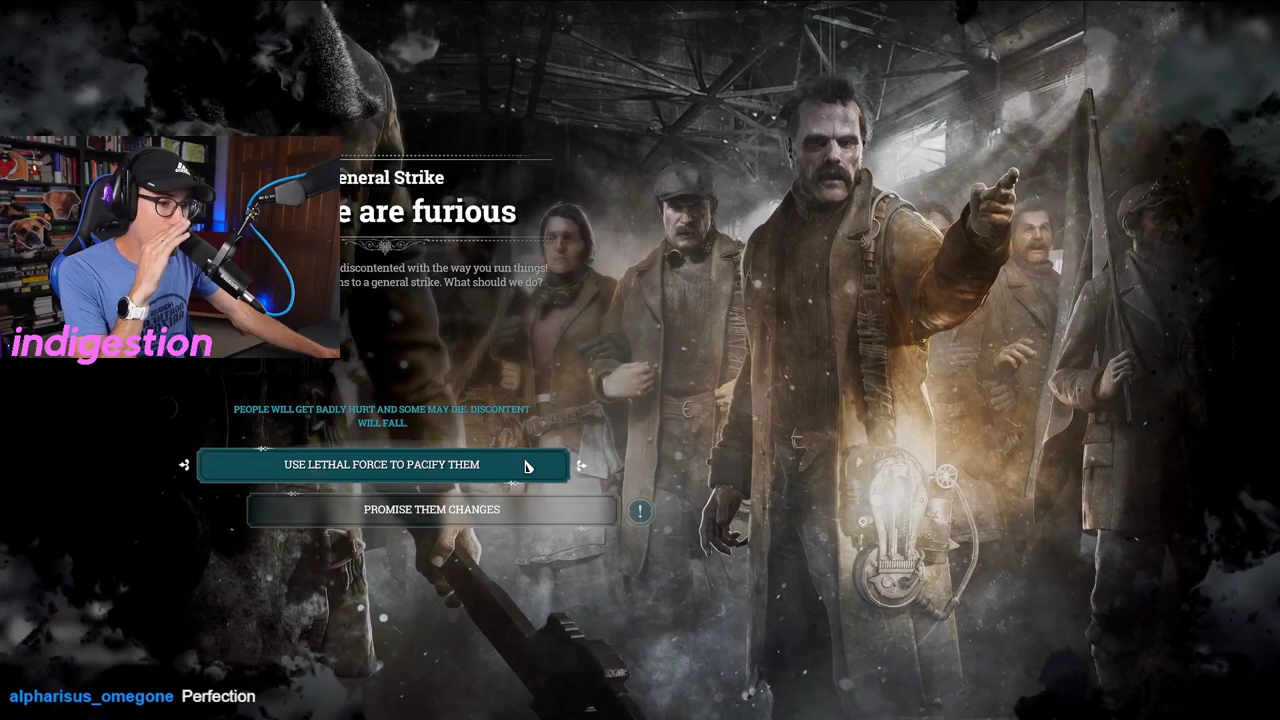 eneral Strike
e are furious
discontented with the way you run things!
ns to a general strike. What should we do?
indigestion
PEOPLE WILL GET BADLY HURT AND SOME MAY DIE. DISCONTENT
WILL FALL.
USE LETHAL FORCE TO PACIFY THEM
PROMISE THEM CHANGES
!
alpharisus_omegone Perfection